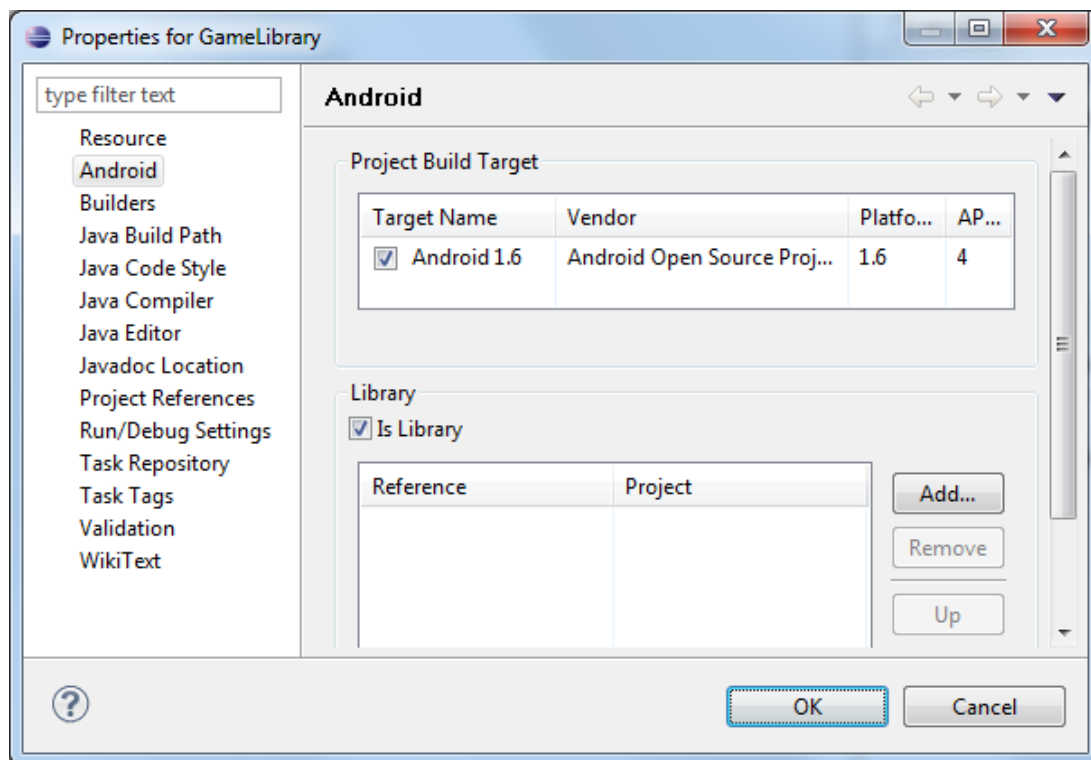 Properties for GameLibrary
type filter text
Resource
Android
Builders
Java Build Path
Java Code Style
Java Compiler
Java Editor
Javadoc Location
Project References
Run/Debug Settings
Task Repository
Task Tags
Validation
WikiText
Android
Project Build Target
Target Name Vendor Platfo... AP...
Android 1.6 Android Open Source Proj... 1.6 4
Library
Is Library
Reference Project
Add...
Remove
Up
OK Cancel